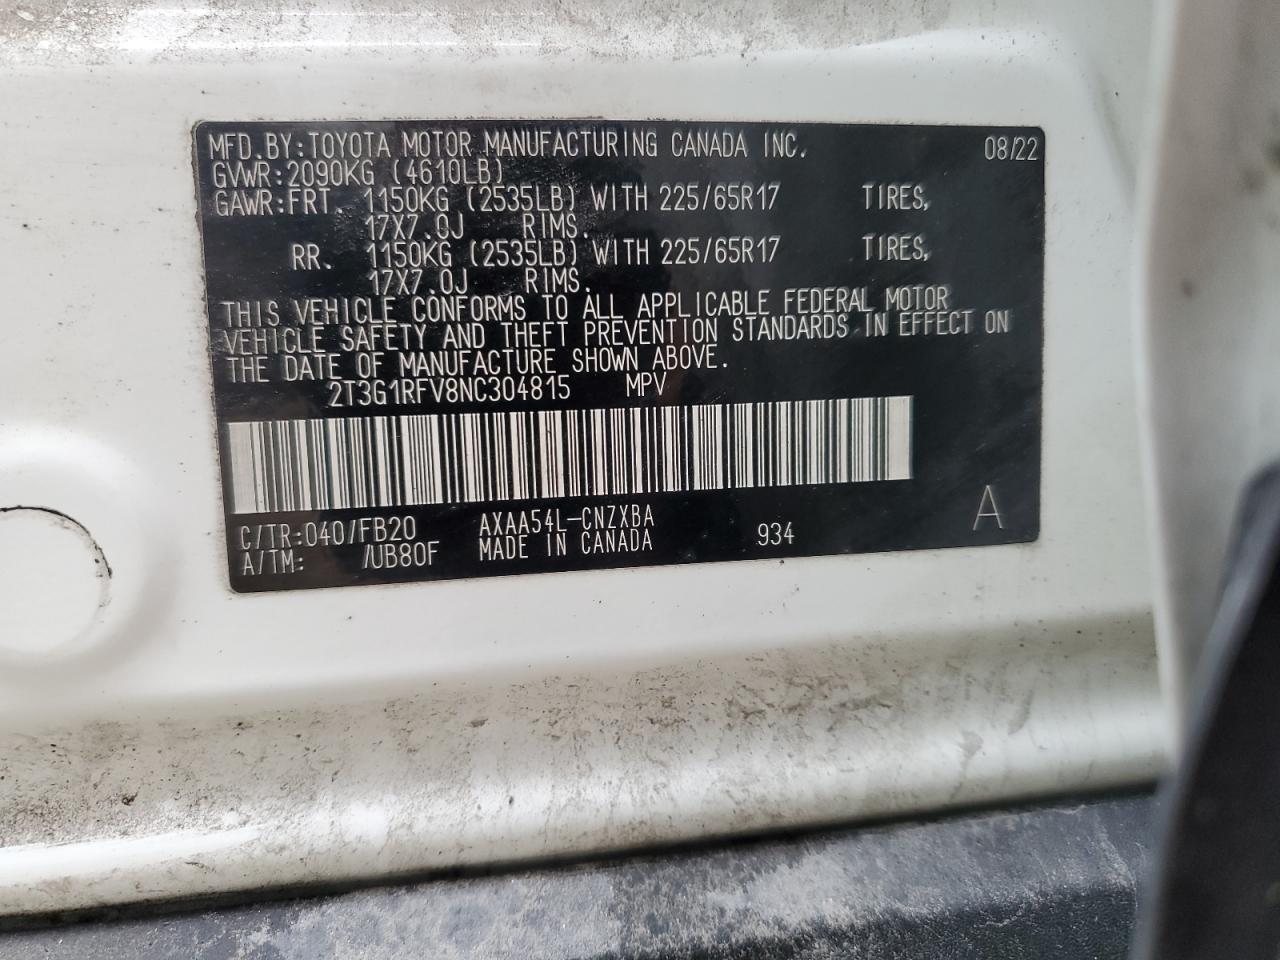 MFD.BY:TOYOTA MOTOR MANUFACTURING CANADA INC. 08/22
GVWR:2090KG (4610LB)
GAWR:FRT. 1150KG (2535LB) WITH 225/65R17 TIRES,
17X7.0J RIMS.
RR. 1150KG (2535LB) WITH 225/65R17 TIRES,
17X7.0J RIMS.
THIS VEHICLE CONFORMS TO ALL APPLICABLE FEDERAL MOTOR
VEHICLE SAFETY AND THEFT PREVENTION STANDARDS IN EFFECT ON
THE DATE OF MANUFACTURE SHOWN ABOVE.
2T3G1RFV8NC304815 MPV
C/TR:040/FB20 AXAA54L-CNZXBA
A/TM: /UB80F MADE IN CANADA 934 A